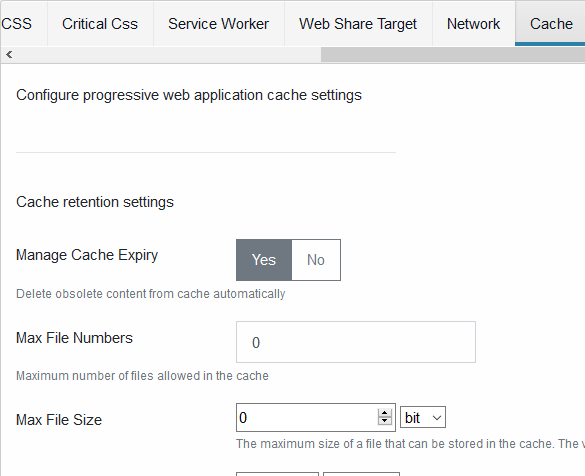 CSS Critical Css Service Worker Web Share Target Network Cache
Configure progressive web application cache settings
Cache retention settings
Manage Cache Expiry Yes No
Delete obsolete content from cache automatically
Max File Numbers 0
Maximum number of files allowed in the cache
Max File Size 0 bit
The maximum size of a file that can be stored in the cache. The v